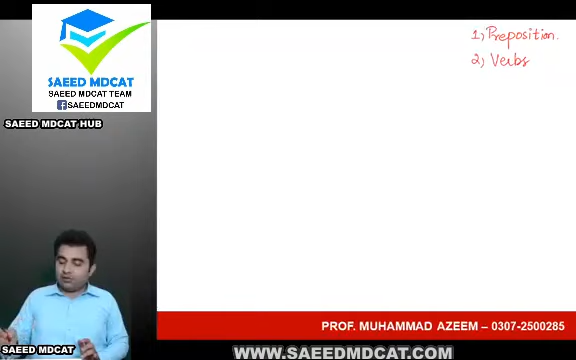 1) Preposition.
2) Verbs
SAEED MDCAT
SAEED MDCAT TEAM
f SAEEDMDCAT
SAEED MDCAT HUB
PROF. MUHAMMAD AZEEM – 0307-2500285
SAEED MDCAT
WWW.SAEEDMDCAT.COM